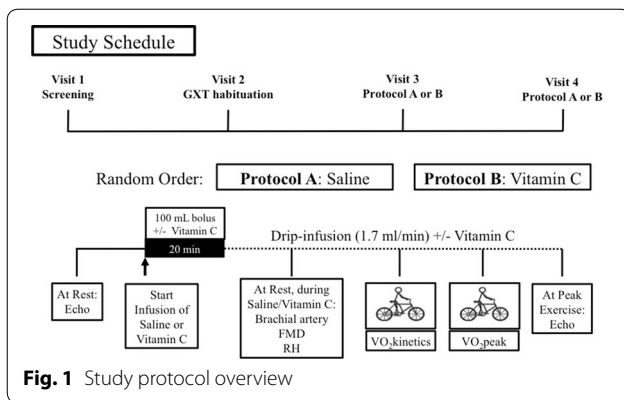 Study Schedule
Visit 1
Screening
Visit 2
GXT habituation
Visit 3
Protocol A or B
Visit 4
Protocol A or B
Random Order:
Protocol A: Saline
Protocol B: Vitamin C
100 mL bolus
+/- Vitamin C
20 min
Drip-infusion (1.7 ml/min) +/- Vitamin C
At Rest:
Echo
Start
Infusion of
Saline or
Vitamin C
At Rest, during
Saline/Vitamin C:
Brachial artery
FMD
RH
VO₂kinetics
VO₂peak
At Peak
Exercise:
Echo
Fig. 1 Study protocol overview